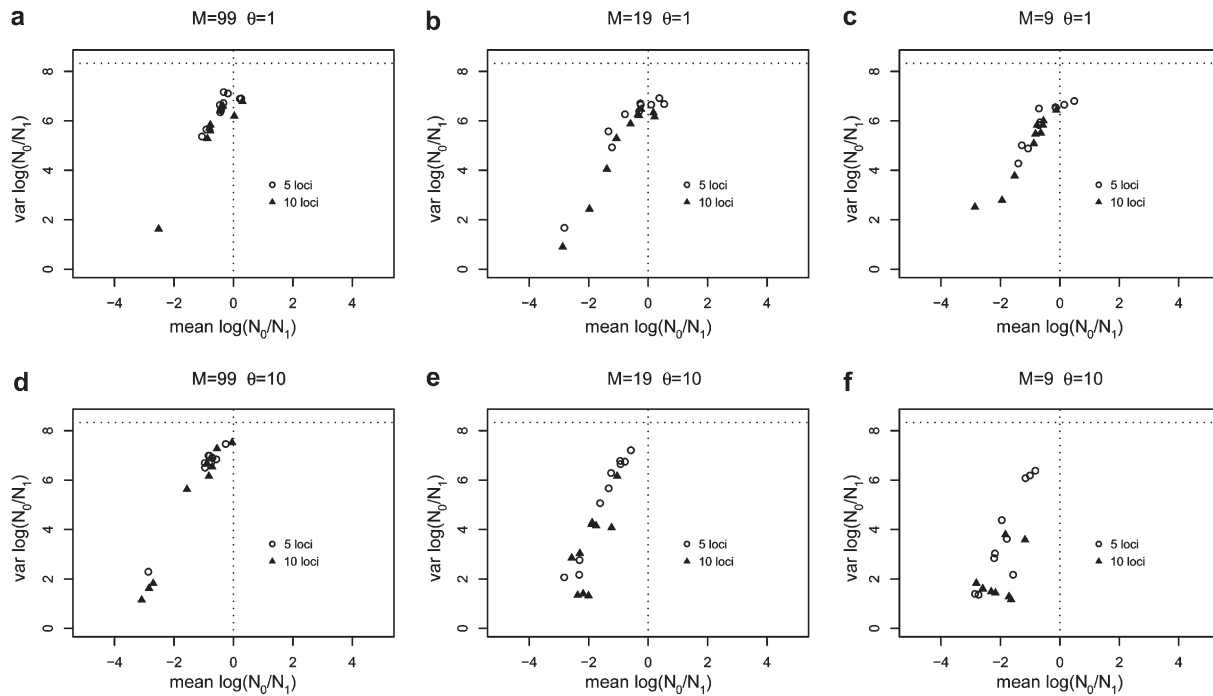 a
M=99 θ=1
var log(N0/N1)
8
6
4
2
0
5 loci
10 loci
−4 −2 0 2 4
mean log(N0/N1)
b
M=19 θ=1
var log(N0/N1)
8
6
4
2
0
5 loci
10 loci
−4 −2 0 2 4
mean log(N0/N1)
c
M=9 θ=1
var log(N0/N1)
8
6
4
2
0
5 loci
10 loci
−4 −2 0 2 4
mean log(N0/N1)
d
M=99 θ=10
var log(N0/N1)
8
6
4
2
0
5 loci
10 loci
−4 −2 0 2 4
mean log(N0/N1)
e
M=19 θ=10
var log(N0/N1)
8
6
4
2
0
5 loci
10 loci
−4 −2 0 2 4
mean log(N0/N1)
f
M=9 θ=10
var log(N0/N1)
8
6
4
2
0
5 loci
10 loci
−4 −2 0 2 4
mean log(N0/N1)